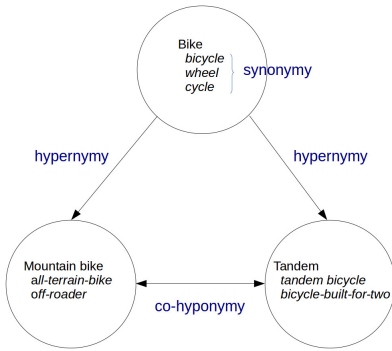 Bike
bicycle
wheel
cycle
synonymy
hypernymy
hypernymy
Mountain bike
all-terrain-bike
off-roader
Tandem
tandem bicycle
bicycle-built-for-two
co-hyponymy